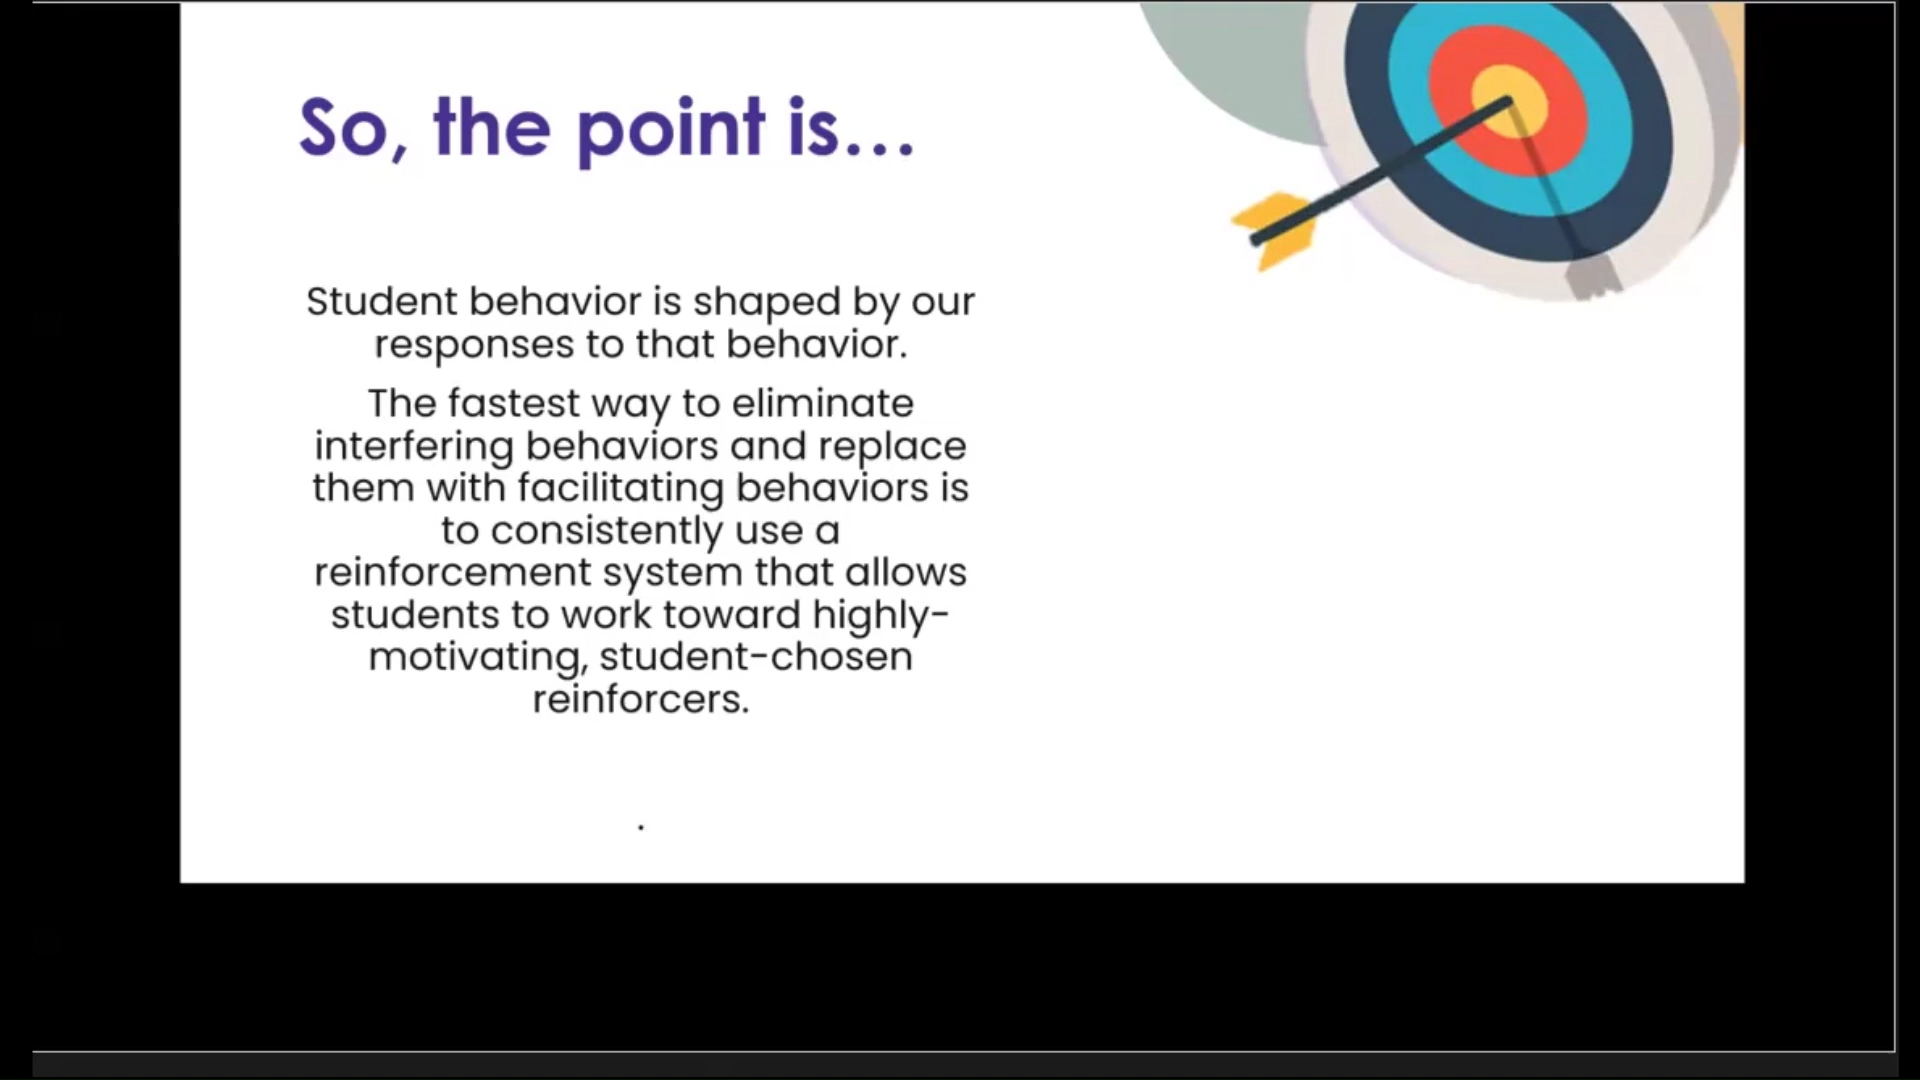 So, the point is...
Student behavior is shaped by our
responses to that behavior.
The fastest way to eliminate
interfering behaviors and replace
them with facilitating behaviors is
to consistently use a
reinforcement system that allows
students to work toward highly-
motivating, student-chosen
reinforcers.
.